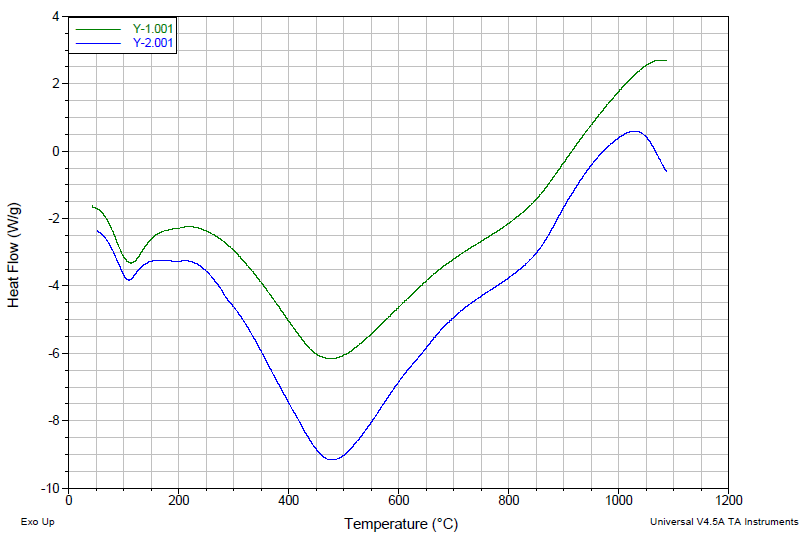 Y-1.001
Y-2.001
4
2
0
-2
-4
-6
-8
-10
Heat Flow (W/g)
0 200 400 600 800 1000 1200
Exo Up
Temperature (°C)
Universal V4.5A TA Instruments